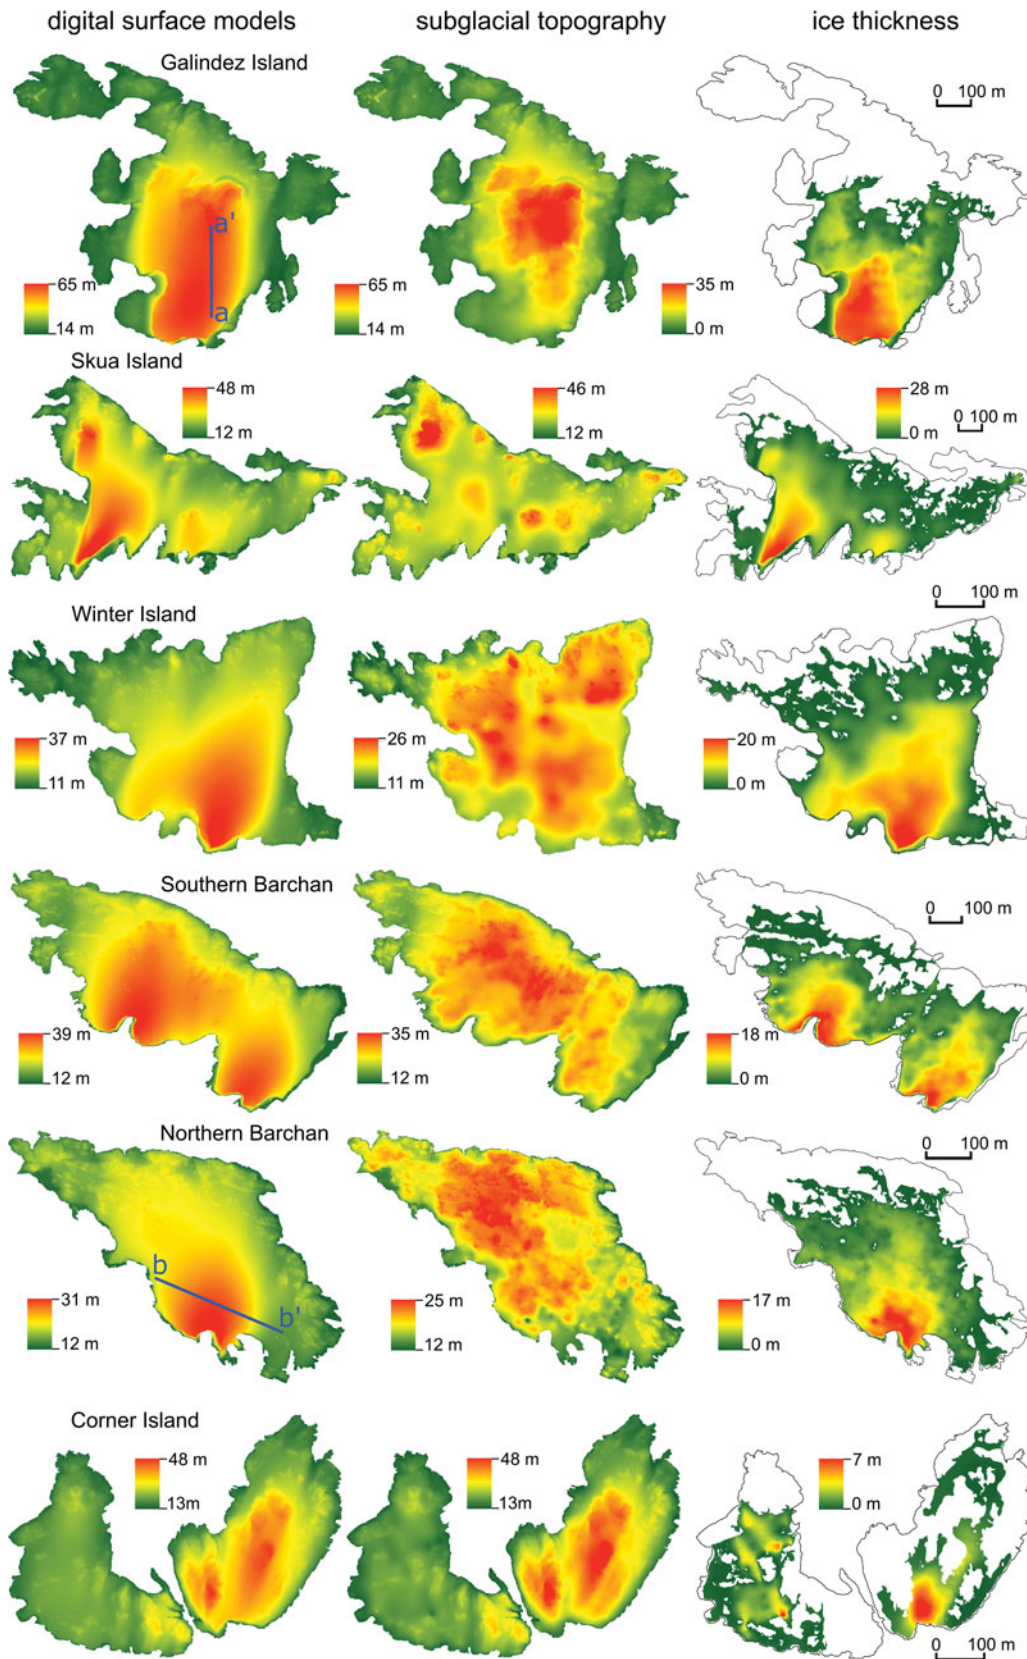 digital surface models subglacial topography ice thickness
Galindez Island
0 100 m
a'
a
65 m
14 m
65 m
14 m
35 m
0 m
Skua Island
48 m
12 m
46 m
12 m
28 m
0 m
0 100 m
Winter Island
0 100 m
37 m
11 m
26 m
11 m
20 m
0 m
Southern Barchan
0 100 m
39 m
12 m
35 m
12 m
18 m
0 m
Northern Barchan
0 100 m
b
b'
31 m
12 m
25 m
12 m
17 m
0 m
Corner Island
48 m
13m
48 m
13m
7 m
0 m
0 100 m